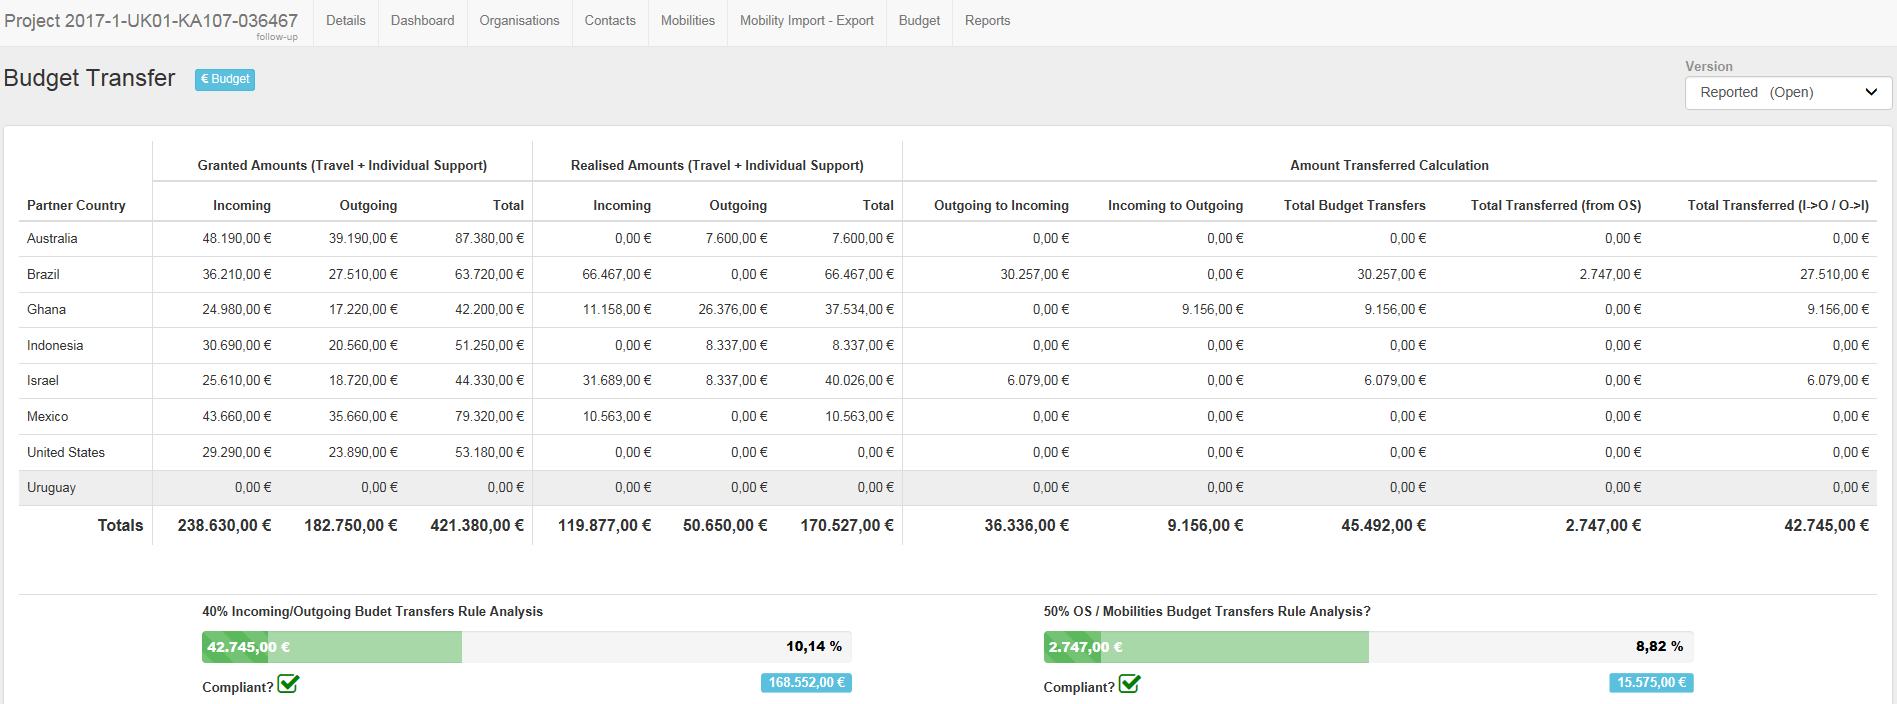 Project 2017-1-UK01-KA107-036467 Details Dashboard Organisations Contacts Mobilities Mobility Import - Export Budget Reports
follow-up
Budget Transfer € Budget
Version
Reported (Open)
Granted Amounts (Travel + Individual Support) Realised Amounts (Travel + Individual Support) Amount Transferred Calculation
Partner Country Incoming Outgoing Total Incoming Outgoing Total Outgoing to Incoming Incoming to Outgoing Total Budget Transfers Total Transferred (from OS) Total Transferred (I->O / O->I)
Australia 48.190,00 € 39.190,00 € 87.380,00 € 0,00 € 7.600,00 € 7.600,00 € 0,00 € 0,00 € 0,00 € 0,00 € 0,00 €
Brazil 36.210,00 € 27.510,00 € 63.720,00 € 66.467,00 € 0,00 € 66.467,00 € 30.257,00 € 0,00 € 30.257,00 € 2.747,00 € 27.510,00 €
Ghana 24.980,00 € 17.220,00 € 42.200,00 € 11.158,00 € 26.376,00 € 37.534,00 € 0,00 € 9.156,00 € 9.156,00 € 0,00 € 9.156,00 €
Indonesia 30.690,00 € 20.560,00 € 51.250,00 € 0,00 € 8.337,00 € 8.337,00 € 0,00 € 0,00 € 0,00 € 0,00 € 0,00 €
Israel 25.610,00 € 18.720,00 € 44.330,00 € 31.689,00 € 8.337,00 € 40.026,00 € 6.079,00 € 0,00 € 6.079,00 € 0,00 € 6.079,00 €
Mexico 43.660,00 € 35.660,00 € 79.320,00 € 10.563,00 € 0,00 € 10.563,00 € 0,00 € 0,00 € 0,00 € 0,00 € 0,00 €
United States 29.290,00 € 23.890,00 € 53.180,00 € 0,00 € 0,00 € 0,00 € 0,00 € 0,00 € 0,00 € 0,00 € 0,00 €
Uruguay 0,00 € 0,00 € 0,00 € 0,00 € 0,00 € 0,00 € 0,00 € 0,00 € 0,00 € 0,00 € 0,00 €
Totals 238.630,00 € 182.750,00 € 421.380,00 € 119.877,00 € 50.650,00 € 170.527,00 € 36.336,00 € 9.156,00 € 45.492,00 € 2.747,00 € 42.745,00 €
40% Incoming/Outgoing Budet Transfers Rule Analysis
42.745,00 € 10,14 %
Compliant? 168.552,00 €
50% OS / Mobilities Budget Transfers Rule Analysis?
2.747,00 € 8,82 %
Compliant? 15.575,00 €